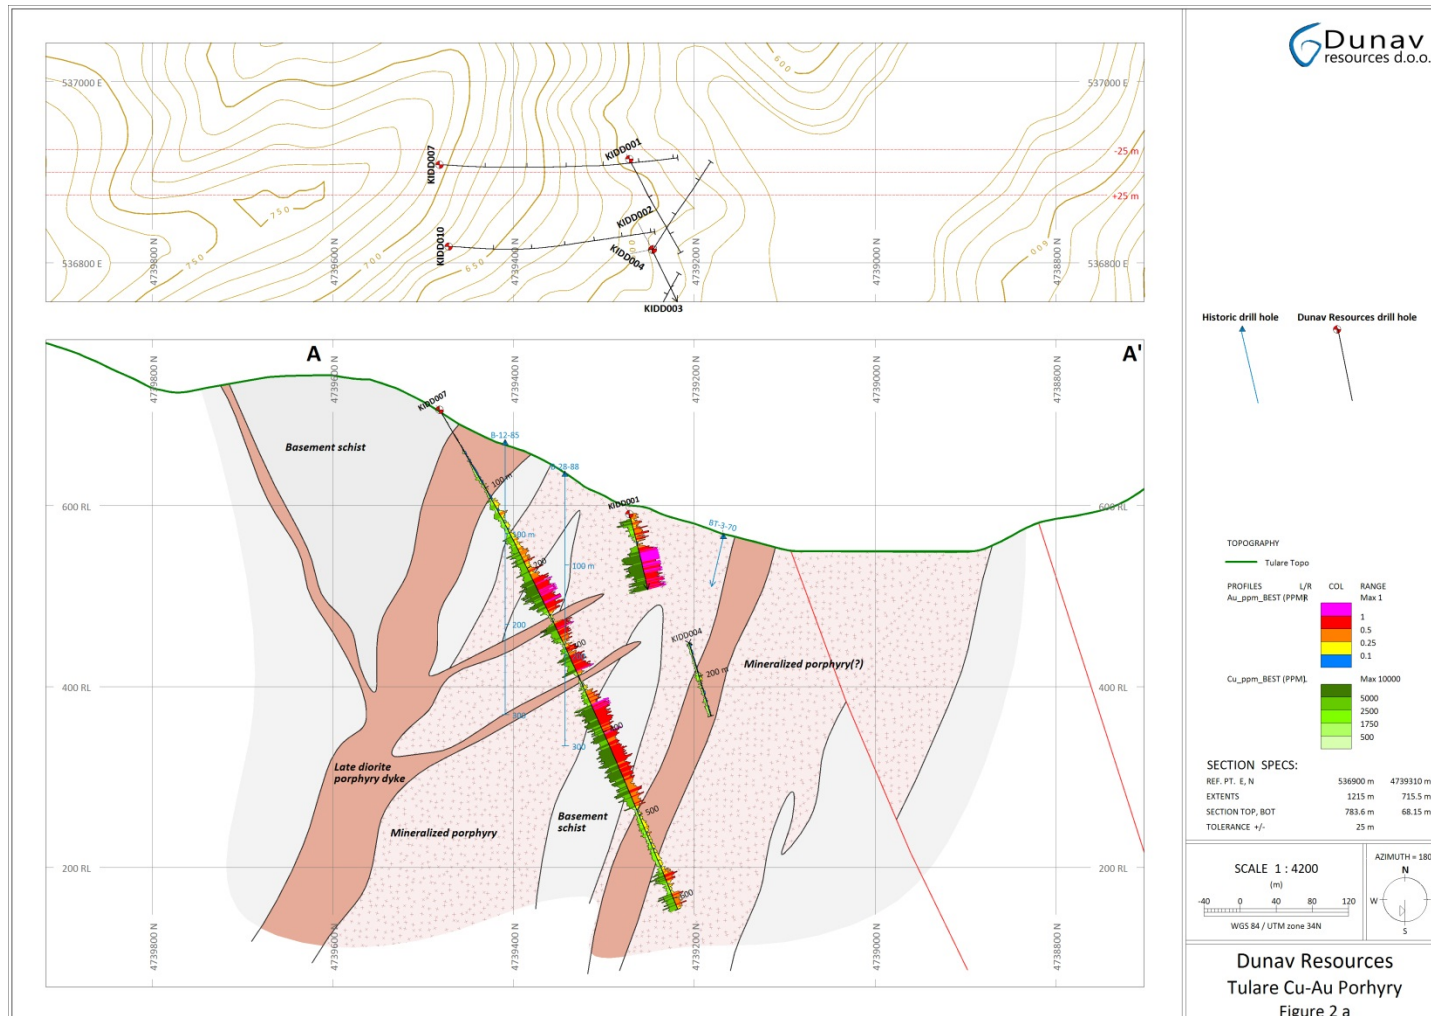 Dunav
resources d.o.o.
537000 E
537000 E
600
-25 m
+25 m
KIDD007
KIDD001
KIDD002
KIDD010
KIDD004
KIDD003
750
750
700
650
600
536800 E
536800 E
4739800 N
4739600 N
4739400 N
4739200 N
4739000 N
4738800 N
A
A'
4739800 N
4739600 N
4739400 N
4739200 N
4739000 N
4738800 N
KIDD007
B-12-85
Basement schist
100m
600 RL
600 RL
KIDD001
BT-3-70
100 m
200
100 m
200
KIDD004
200 m
Mineralized porphyry(?)
400 RL
400 RL
300
300
Late diorite
porphyry dyke
500
Basement
schist
Mineralized porphyry
200 RL
200 RL
4739800 N
4739600 N
4739400 N
4739200 N
4739000 N
4738800 N
Historic drill hole
Dunav Resources drill hole
TOPOGRAPHY
Tulare Topo
PROFILES L/R COL RANGE
Au_ppm_BEST (PPM) Max 1
1
0.5
0.25
0.1
Cu_ppm_BEST (PPM) Max 10000
5000
2500
1750
500
SECTION SPECS:
REF. PT. E, N 536900 m 4739310 m
EXTENTS 1215 m 715.5 m
SECTION TOP, BOT 783.6 m 68.15 m
TOLERANCE +/- 25 m
SCALE 1 : 4200
(m)
-40 0 40 80 120
WGS 84 / UTM zone 34N
AZIMUTH = 180
N
W
S
Dunav Resources
Tulare Cu-Au Porhyry
Figure 2 a